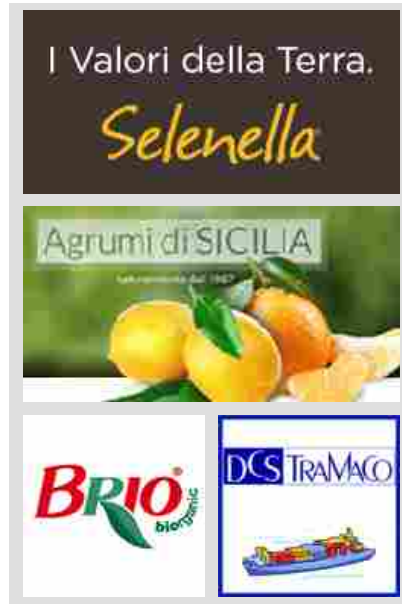 I Valori della Terra.
Selenella
Agrumi di SICILIA
BRIO®
biorganic
DCS TRAMACO